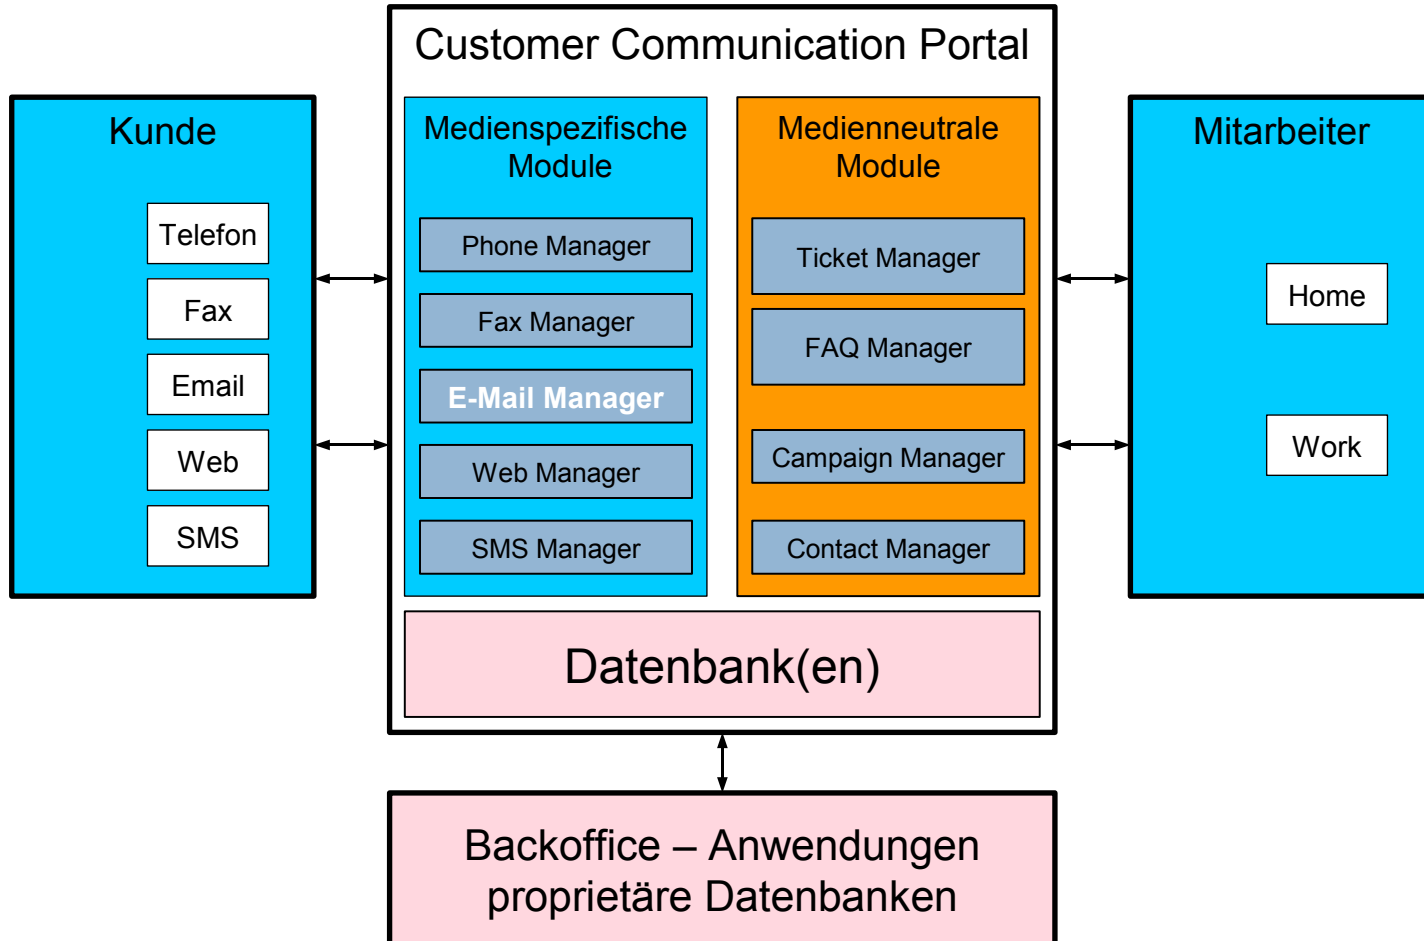 Customer Communication Portal
Kunde
Telefon
Fax
Email
Web
SMS
Medienspezifische
Module
Phone Manager
Fax Manager
E-Mail Manager
Web Manager
SMS Manager
Medienneutrale
Module
Ticket Manager
FAQ Manager
Campaign Manager
Contact Manager
Mitarbeiter
Home
Work
Datenbank(en)
Backoffice – Anwendungen
proprietäre Datenbanken